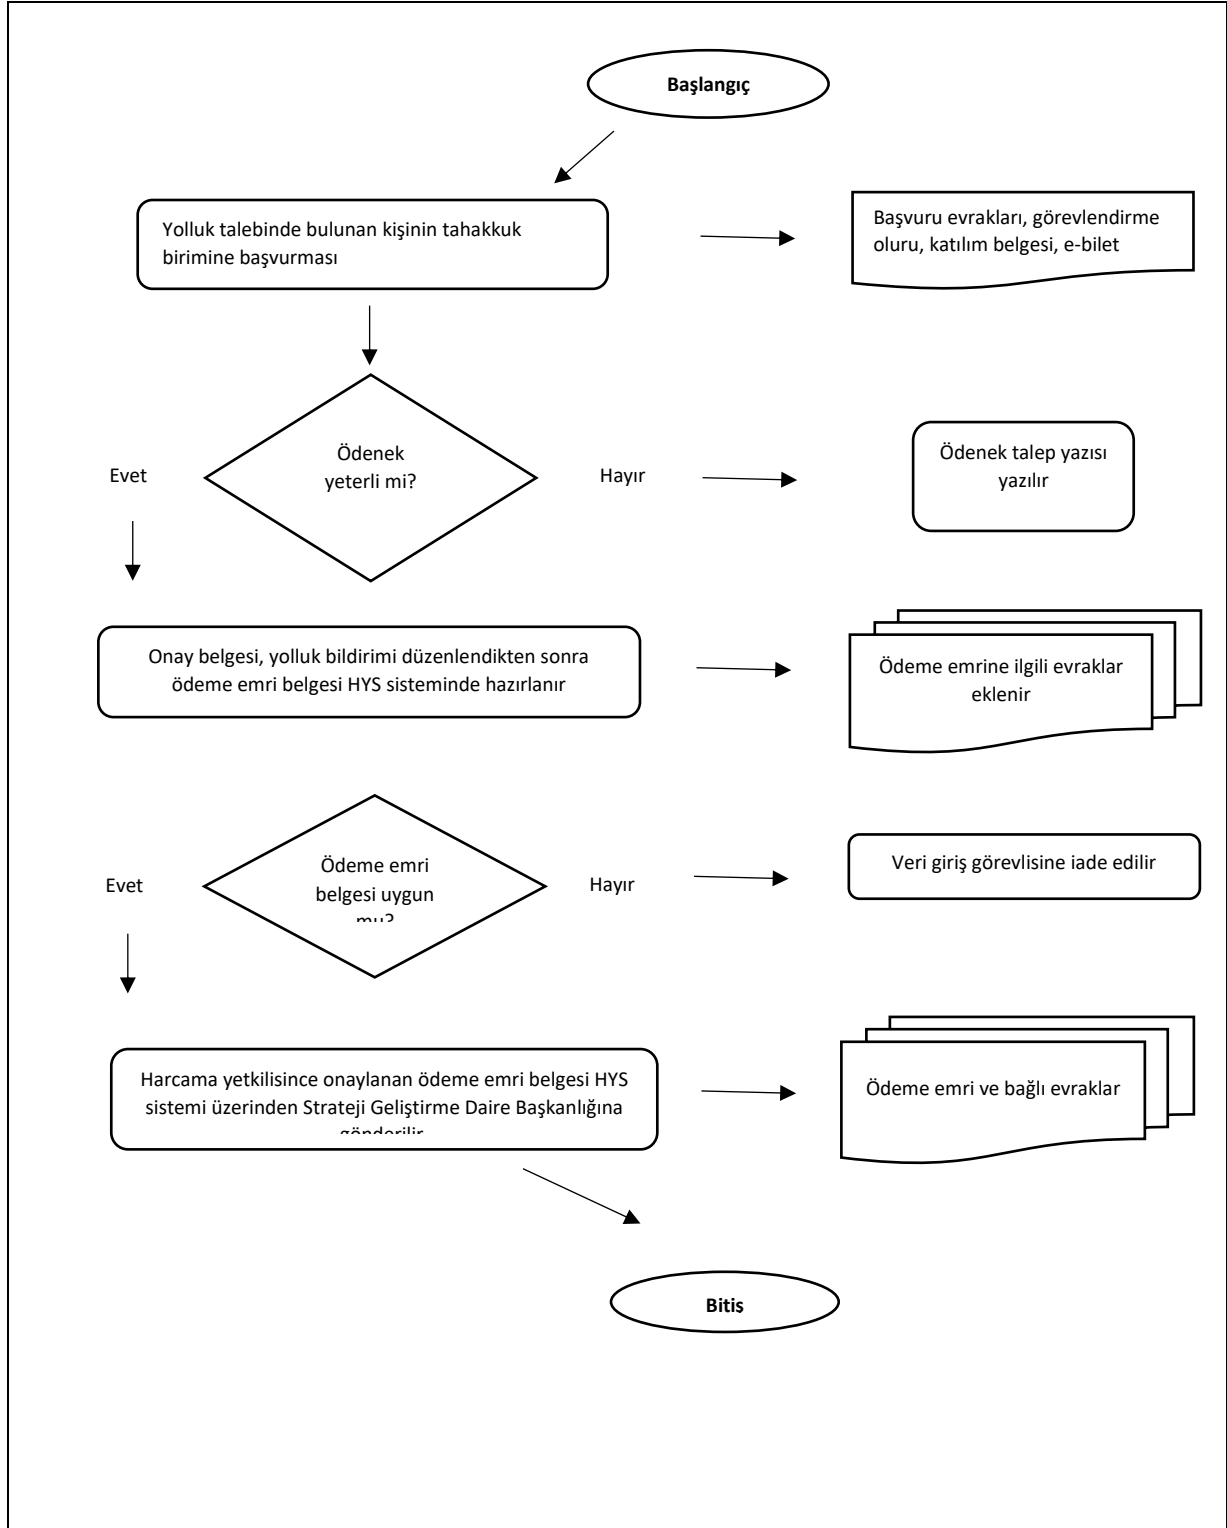 Başlangıç
Yolluk talebinde bulunan kişinin tahakkuk
birimine başvurması
Başvuru evrakları, görevlendirme
oluru, katılım belgesi, e-bilet
Ödenek
yeterli mi?
Evet
Hayır
Ödenek talep yazısı
yazılır
Onay belgesi, yolluk bildirimi düzenlendikten sonra
ödeme emri belgesi HYS sisteminde hazırlanır
Ödeme emrine ilgili evraklar
eklenir
Ödeme emri
belgesi uygun
mu?
Evet
Hayır
Veri giriş görevlisine iade edilir
Harcama yetkilisince onaylanan ödeme emri belgesi HYS
sistemi üzerinden Strateji Geliştirme Daire Başkanlığına
gönderilir
Ödeme emri ve bağlı evraklar
Bitiş